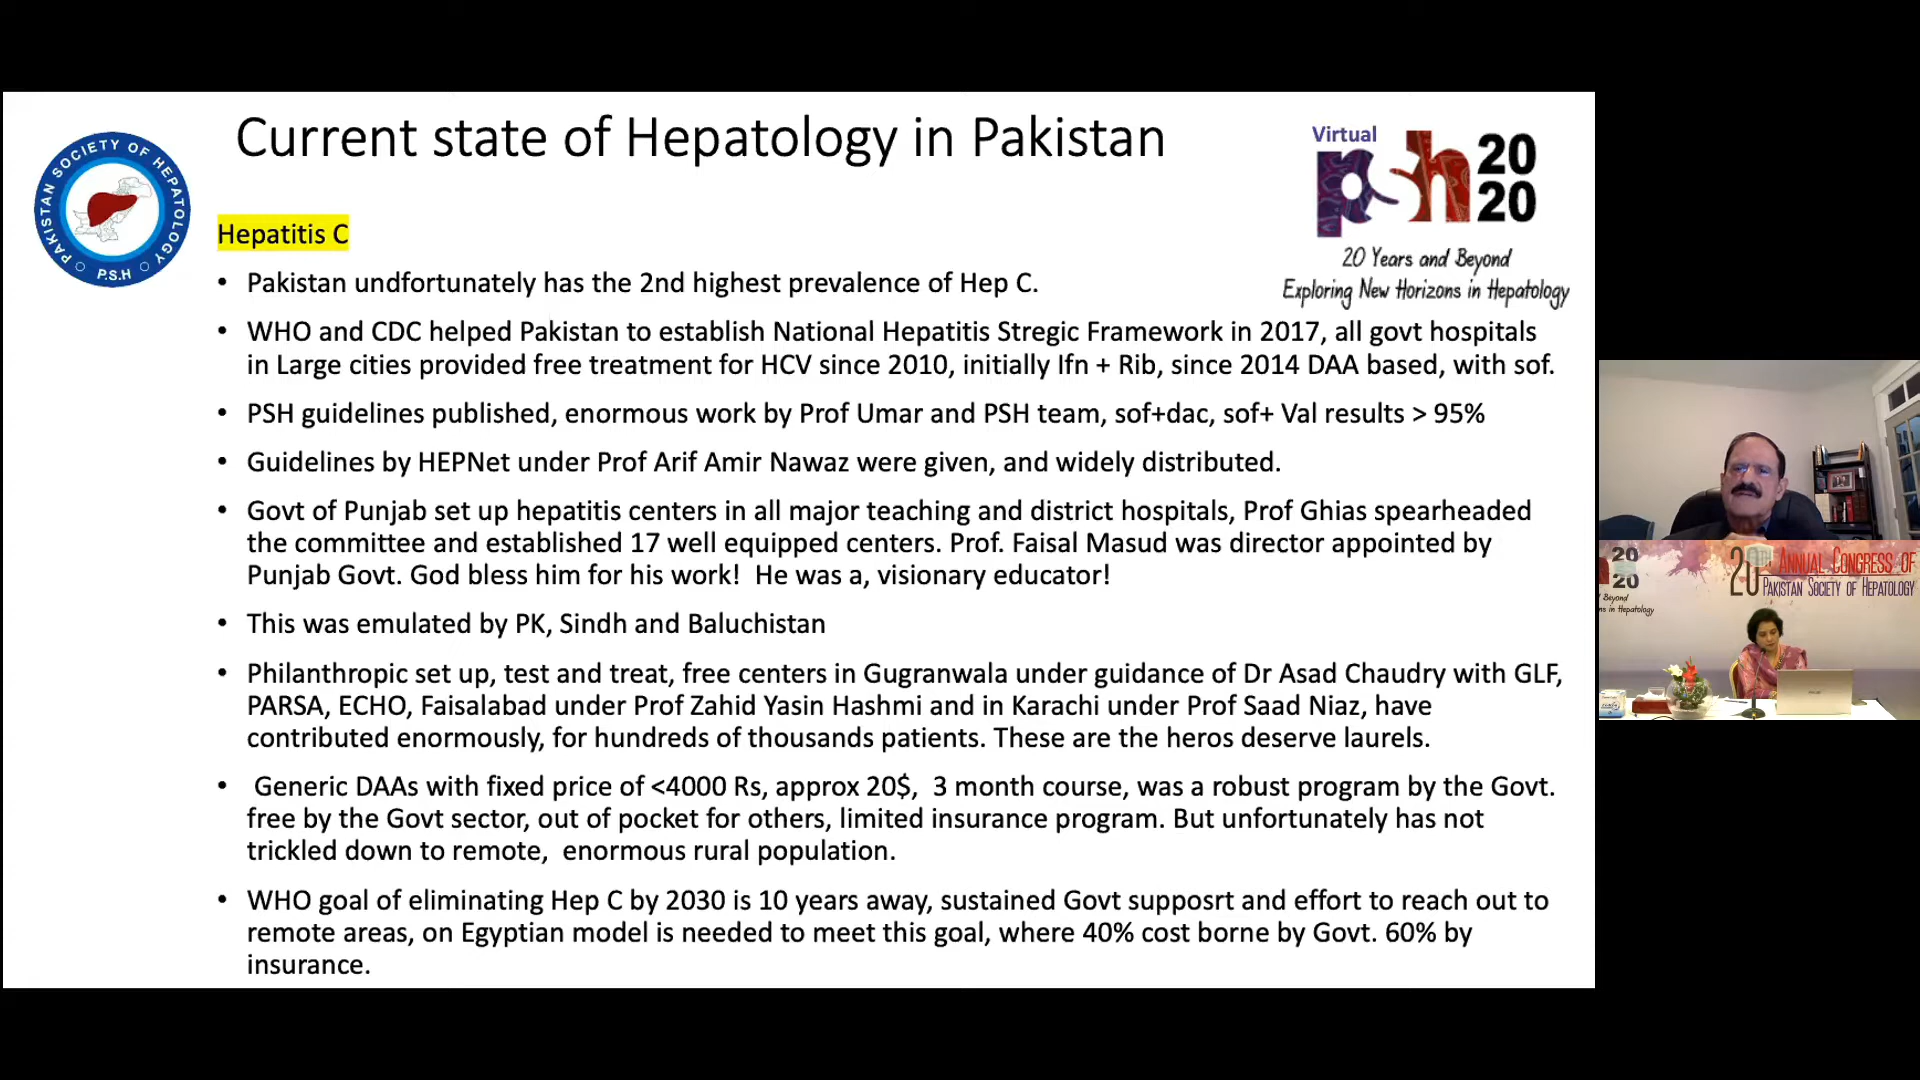 Current state of Hepatology in Pakistan
PAKISTAN SOCIETY OF HEPATOLOGY
P.S.H
Virtual
psh 20
20
20 Years and Beyond
Exploring New Horizons in Hepatology
Hepatitis C
• Pakistan undfortunately has the 2nd highest prevalence of Hep C.
• WHO and CDC helped Pakistan to establish National Hepatitis Stregic Framework in 2017, all govt hospitals
in Large cities provided free treatment for HCV since 2010, initially Ifn + Rib, since 2014 DAA based, with sof.
• PSH guidelines published, enormous work by Prof Umar and PSH team, sof+dac, sof+ Val results > 95%
• Guidelines by HEPNet under Prof Arif Amir Nawaz were given, and widely distributed.
• Govt of Punjab set up hepatitis centers in all major teaching and district hospitals, Prof Ghias spearheaded
the committee and established 17 well equipped centers. Prof. Faisal Masud was director appointed by
Punjab Govt. God bless him for his work! He was a, visionary educator!
• This was emulated by PK, Sindh and Baluchistan
• Philanthropic set up, test and treat, free centers in Gugranwala under guidance of Dr Asad Chaudry with GLF,
PARSA, ECHO, Faisalabad under Prof Zahid Yasin Hashmi and in Karachi under Prof Saad Niaz, have
contributed enormously, for hundreds of thousands patients. These are the heros deserve laurels.
• Generic DAAs with fixed price of <4000 Rs, approx 20$, 3 month course, was a robust program by the Govt.
free by the Govt sector, out of pocket for others, limited insurance program. But unfortunately has not
trickled down to remote, enormous rural population.
• WHO goal of eliminating Hep C by 2030 is 10 years away, sustained Govt supposrt and effort to reach out to
remote areas, on Egyptian model is needed to meet this goal, where 40% cost borne by Govt. 60% by
insurance.
20
20
Beyond
ns in Hepatology
20TH ANNUAL CONGRESS OF
PAKISTAN SOCIETY OF HEPATOLOGY